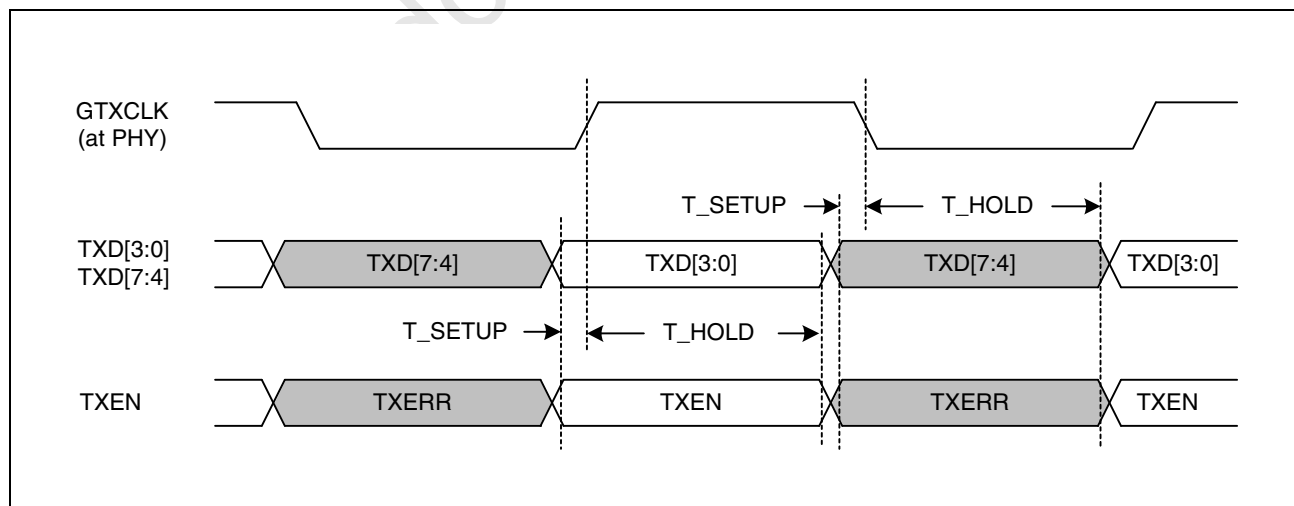 GTXCLK
(at PHY)
T_SETUP T_HOLD
TXD[3:0]
TXD[7:4]
TXD[7:4] TXD[3:0] TXD[7:4] TXD[3:0]
T_SETUP T_HOLD
TXEN TXERR TXEN TXERR TXEN